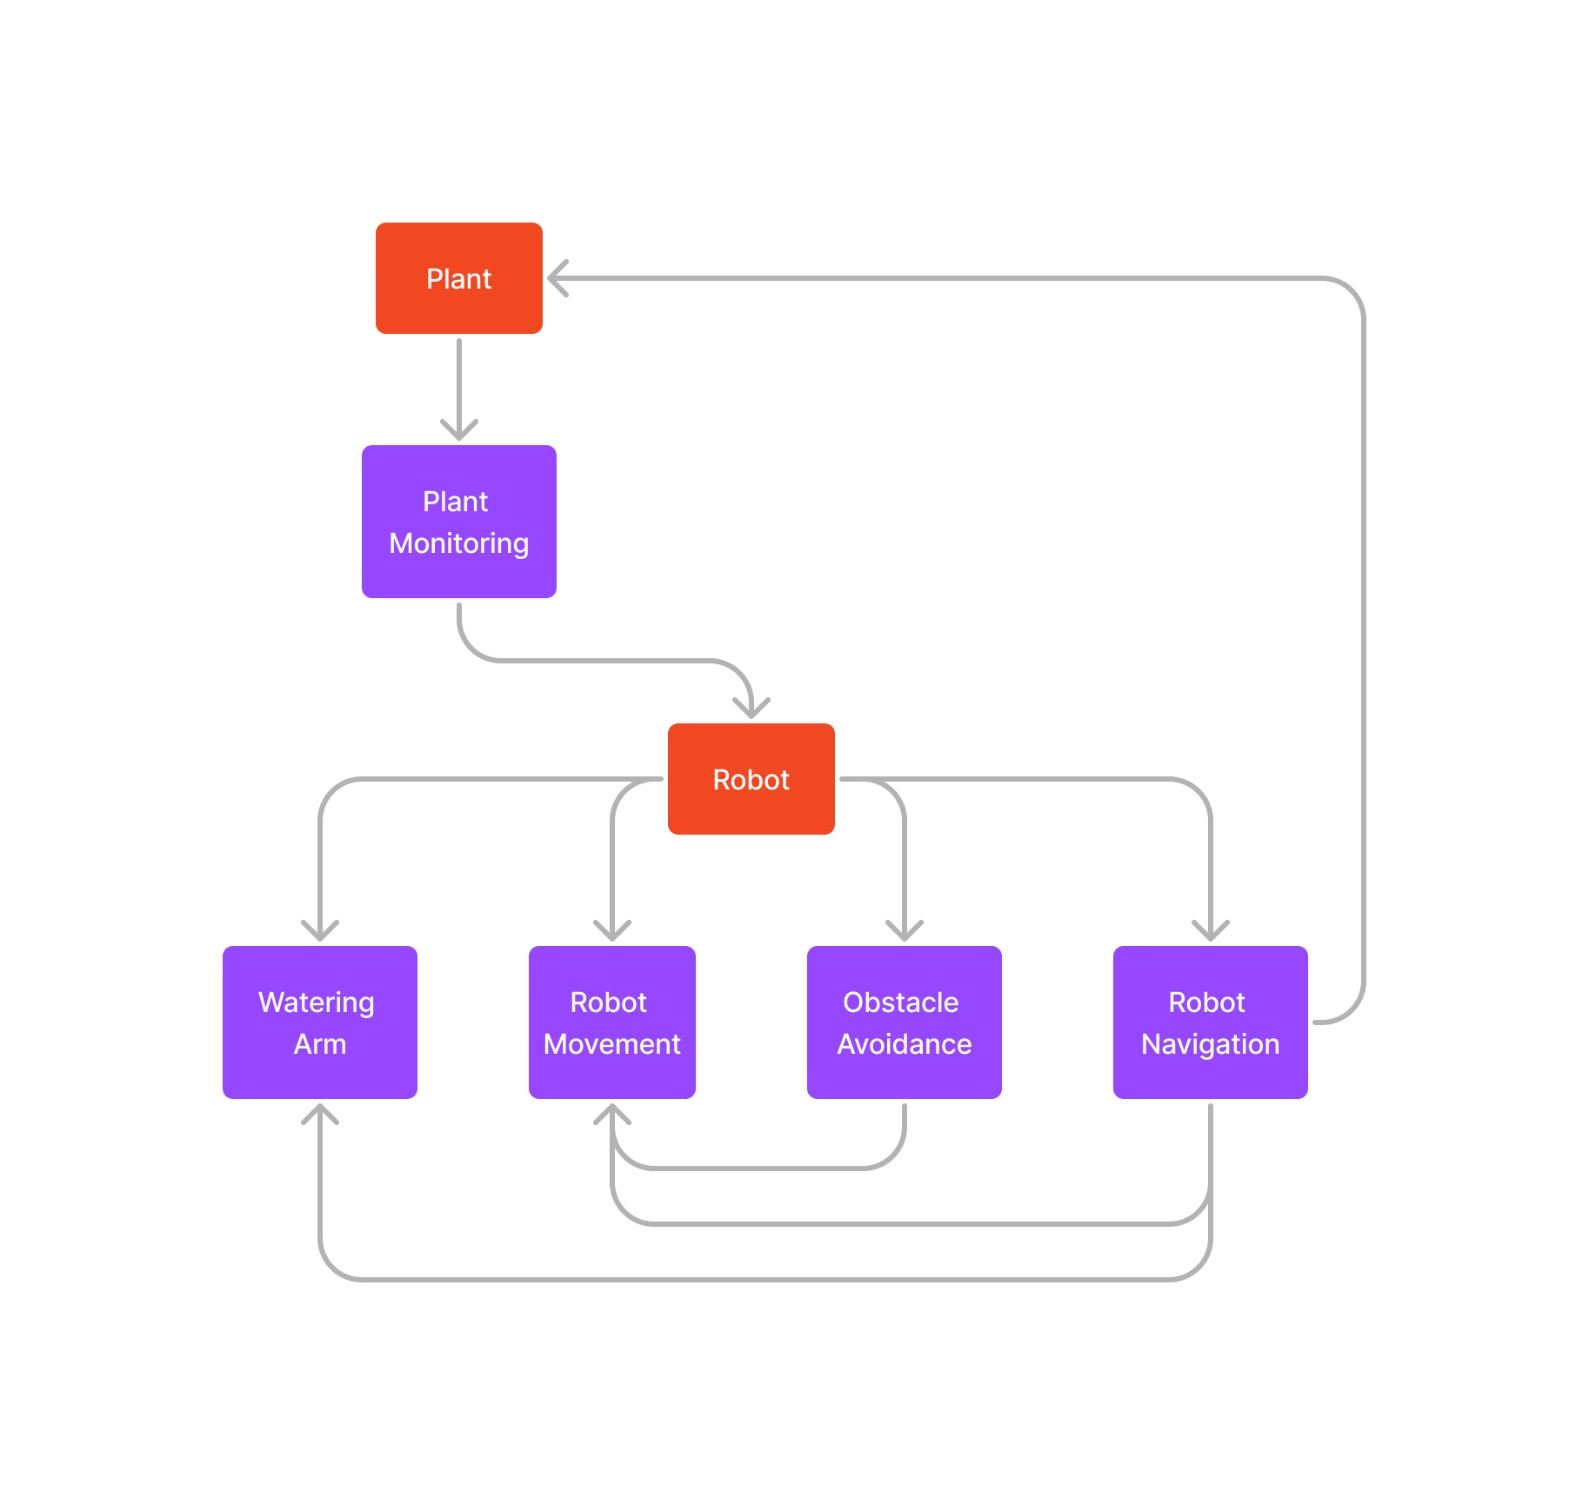 Plant
Plant
Monitoring
Robot
Watering
Arm
Robot
Movement
Obstacle
Avoidance
Robot
Navigation